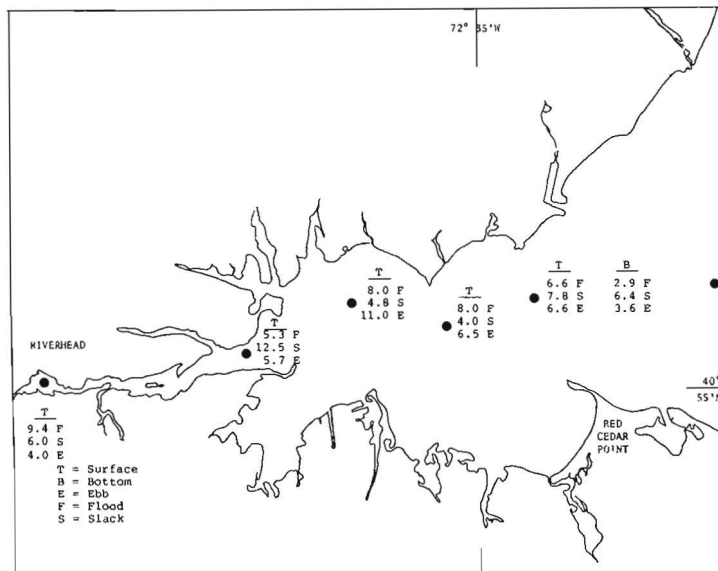 72° 35'W
T
6.6 F
7.8 S
6.6 E
B
2.9 F
6.4 S
3.6 E
T
8.0 F
4.8 S
11.0 E
T
8.0 F
4.0 S
6.5 E
T
5.3 F
12.5 S
5.7 E
RIVERHEAD
40°
55'N
RED
CEDAR
POINT
T
9.4 F
6.0 S
4.0 E
T = Surface
B = Bottom
E = Ebb
F = Flood
S = Slack